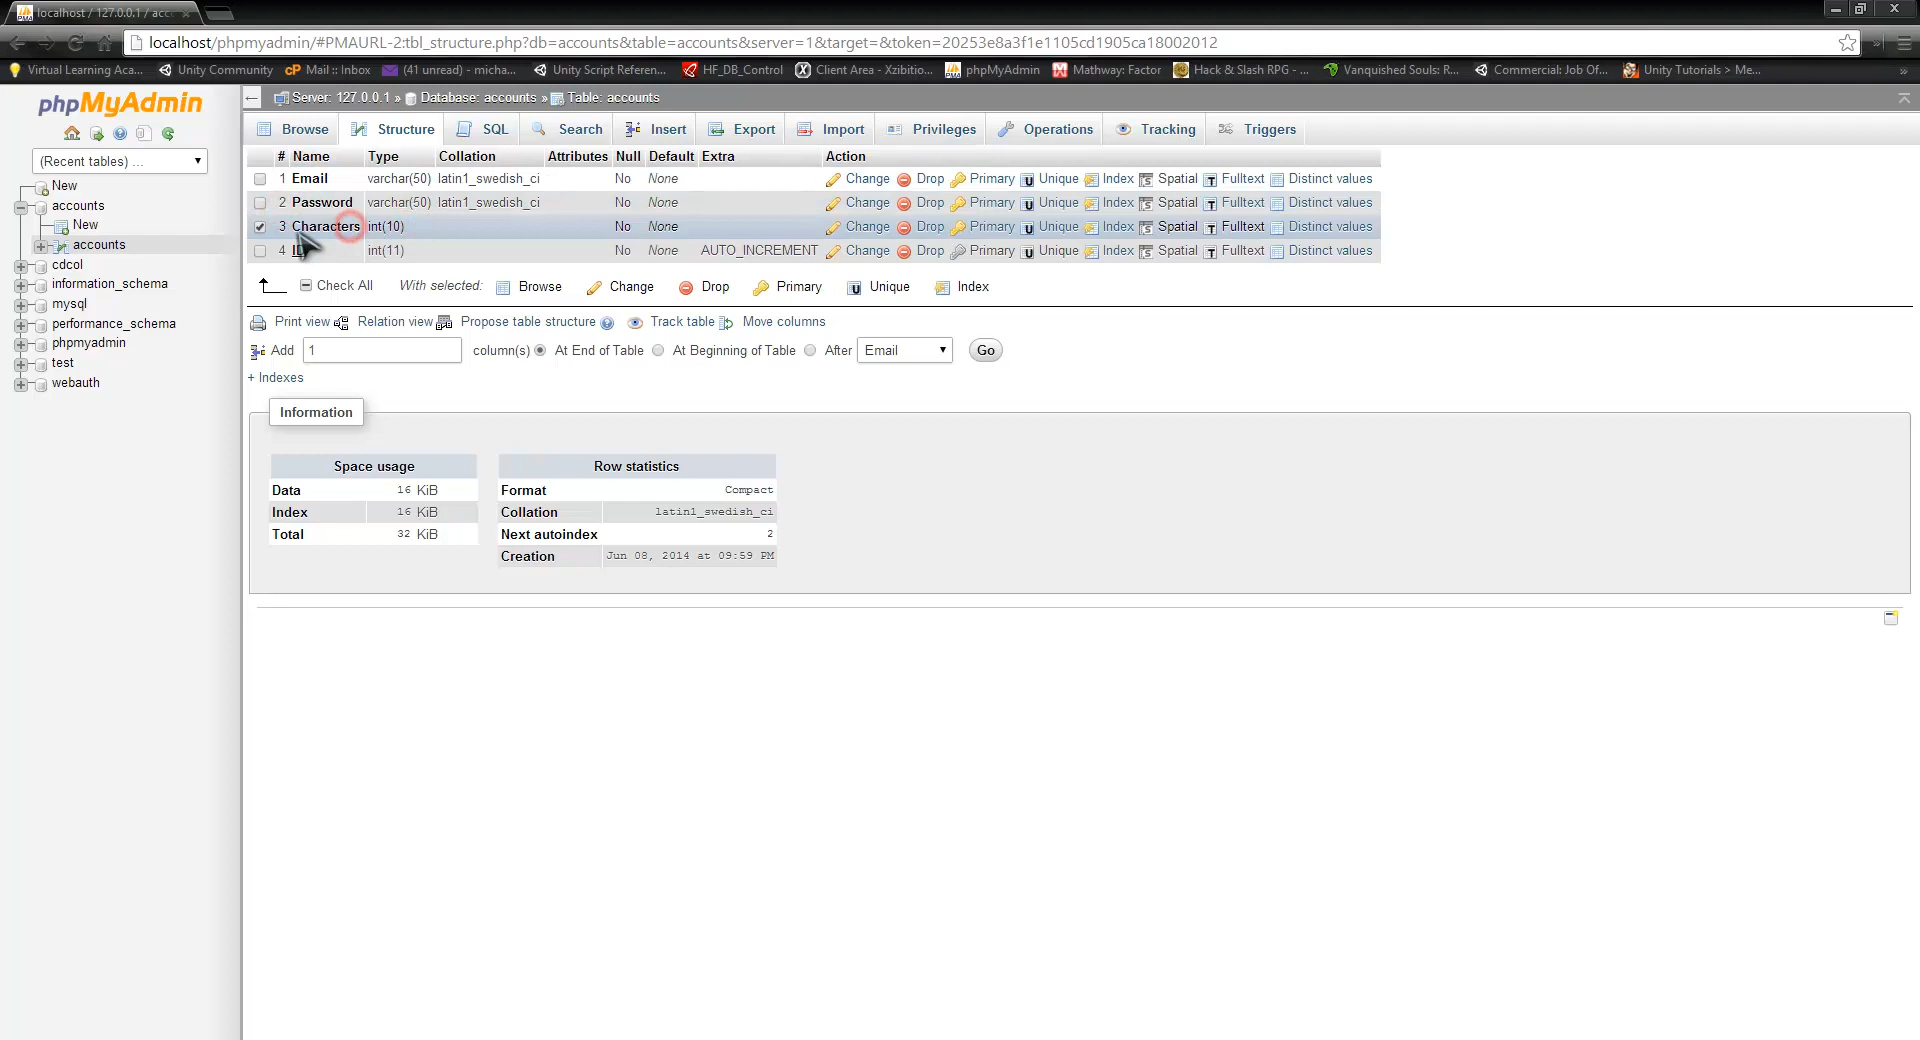 localhost / 127.0.0.1 / acc
localhost/phpmyadmin/#PMAURL-2:tbl_structure.php?db=accounts&table=accounts&server=1&target=&token=20253e8a3f1e1105cd1905ca18002012
Virtual Learning Aca... Unity Community Mail :: Inbox (41 unread) - micha... Unity Script Referen... HF_DB_Control Client Area - Xzibitio... phpMyAdmin Mathway: Factor Hack & Slash RPG - ... Vanquished Souls: R... Commercial: Job Of... Unity Tutorials > Me... »
phpMyAdmin
(Recent tables) ...
New
accounts
New
accounts
cdcol
information_schema
mysql
performance_schema
phpmyadmin
test
webauth
← Server: 127.0.0.1 » Database: accounts » Table: accounts
Browse Structure SQL Search Insert Export Import Privileges Operations Tracking Triggers
# Name Type Collation Attributes Null Default Extra Action
1 Email varchar(50) latin1_swedish_ci No None Change Drop Primary Unique Index Spatial Fulltext Distinct values
2 Password varchar(50) latin1_swedish_ci No None Change Drop Primary Unique Index Spatial Fulltext Distinct values
3 Characters int(10) No None Change Drop Primary Unique Index Spatial Fulltext Distinct values
4 ID int(11) No None AUTO_INCREMENT Change Drop Primary Unique Index Spatial Fulltext Distinct values
Check All With selected: Browse Change Drop Primary Unique Index
Print view Relation view Propose table structure Track table Move columns
Add 1 column(s) At End of Table At Beginning of Table After Email Go
+ Indexes
Information
Space usage
Data 16 KiB
Index 16 KiB
Total 32 KiB
Row statistics
Format Compact
Collation latin1_swedish_ci
Next autoindex 2
Creation Jun 08, 2014 at 09:59 PM